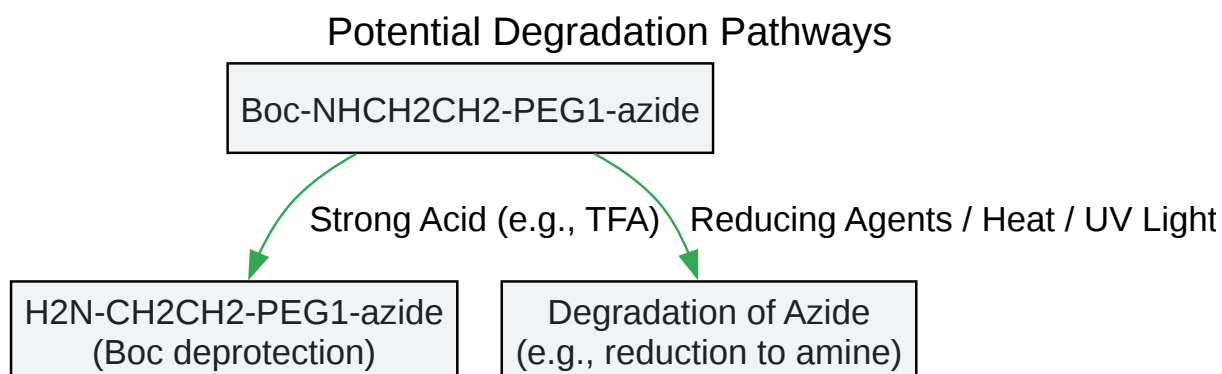 Potential Degradation Pathways
Boc-NHCH2CH2-PEG1-azide
Strong Acid (e.g., TFA)
Reducing Agents / Heat / UV Light
H2N-CH2CH2-PEG1-azide
(Boc deprotection)
Degradation of Azide
(e.g., reduction to amine)